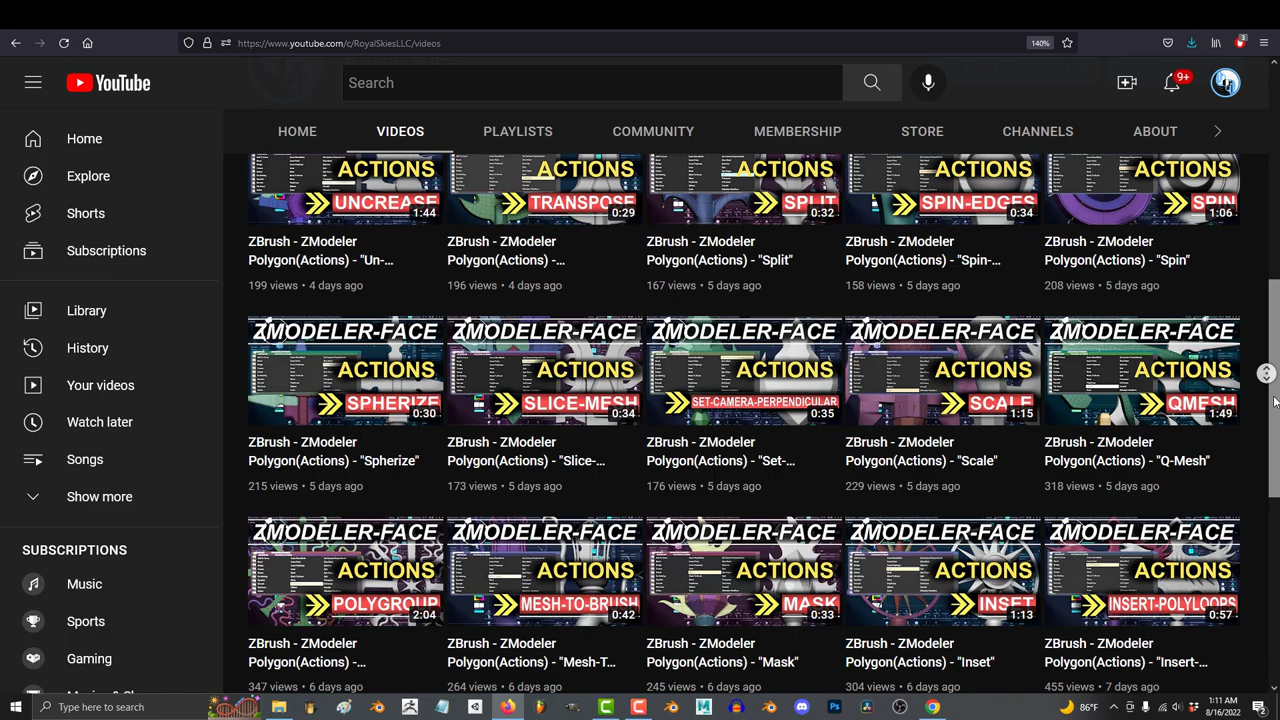 https://www.youtube.com/c/RoyalSkiesLLC/videos
140%
3
YouTube
Search
9+
HOME
VIDEOS
PLAYLISTS
COMMUNITY
MEMBERSHIP
STORE
CHANNELS
ABOUT
Home
Explore
Shorts
Subscriptions
Library
History
Your videos
Watch later
Songs
Show more
SUBSCRIPTIONS
Music
Sports
Gaming
ACTIONS
UNCREASE
1:44
ACTIONS
TRANSPOSE
0:29
ACTIONS
SPLIT
0:32
ACTIONS
SPIN-EDGES
0:34
ACTIONS
SPIN
1:06
ZBrush - ZModeler
Polygon(Actions) - "Un-...
199 views • 4 days ago
ZBrush - ZModeler
Polygon(Actions) -...
196 views • 4 days ago
ZBrush - ZModeler
Polygon(Actions) - "Split"
167 views • 5 days ago
ZBrush - ZModeler
Polygon(Actions) - "Spin-...
158 views • 5 days ago
ZBrush - ZModeler
Polygon(Actions) - "Spin"
208 views • 5 days ago
ZMODELER-FACE
ACTIONS
SPHERIZE
0:30
ZMODELER-FACE
ACTIONS
SLICE-MESH
0:34
ZMODELER-FACE
ACTIONS
SET-CAMERA-PERPENDICULAR
0:35
ZMODELER-FACE
ACTIONS
SCALE
1:15
ZMODELER-FACE
ACTIONS
QMESH
1:49
ZBrush - ZModeler
Polygon(Actions) - "Spherize"
215 views • 5 days ago
ZBrush - ZModeler
Polygon(Actions) - "Slice-...
173 views • 5 days ago
ZBrush - ZModeler
Polygon(Actions) - "Set-...
176 views • 5 days ago
ZBrush - ZModeler
Polygon(Actions) - "Scale"
229 views • 5 days ago
ZBrush - ZModeler
Polygon(Actions) - "Q-Mesh"
318 views • 5 days ago
ZMODELER-FACE
ACTIONS
POLYGROUP
2:04
ZMODELER-FACE
ACTIONS
MESH-TO-BRUSH
0:42
ZMODELER-FACE
ACTIONS
MASK
0:33
ZMODELER-FACE
ACTIONS
INSET
1:13
ZMODELER-FACE
ACTIONS
INSERT-POLYLOOPS
0:57
ZBrush - ZModeler
Polygon(Actions) -...
347 views • 6 days ago
ZBrush - ZModeler
Polygon(Actions) - "Mesh-T...
264 views • 6 days ago
ZBrush - ZModeler
Polygon(Actions) - "Mask"
245 views • 6 days ago
ZBrush - ZModeler
Polygon(Actions) - "Inset"
304 views • 6 days ago
ZBrush - ZModeler
Polygon(Actions) - "Insert-...
455 views • 7 days ago
Type here to search
86°F
1:11 AM
8/16/2022
2